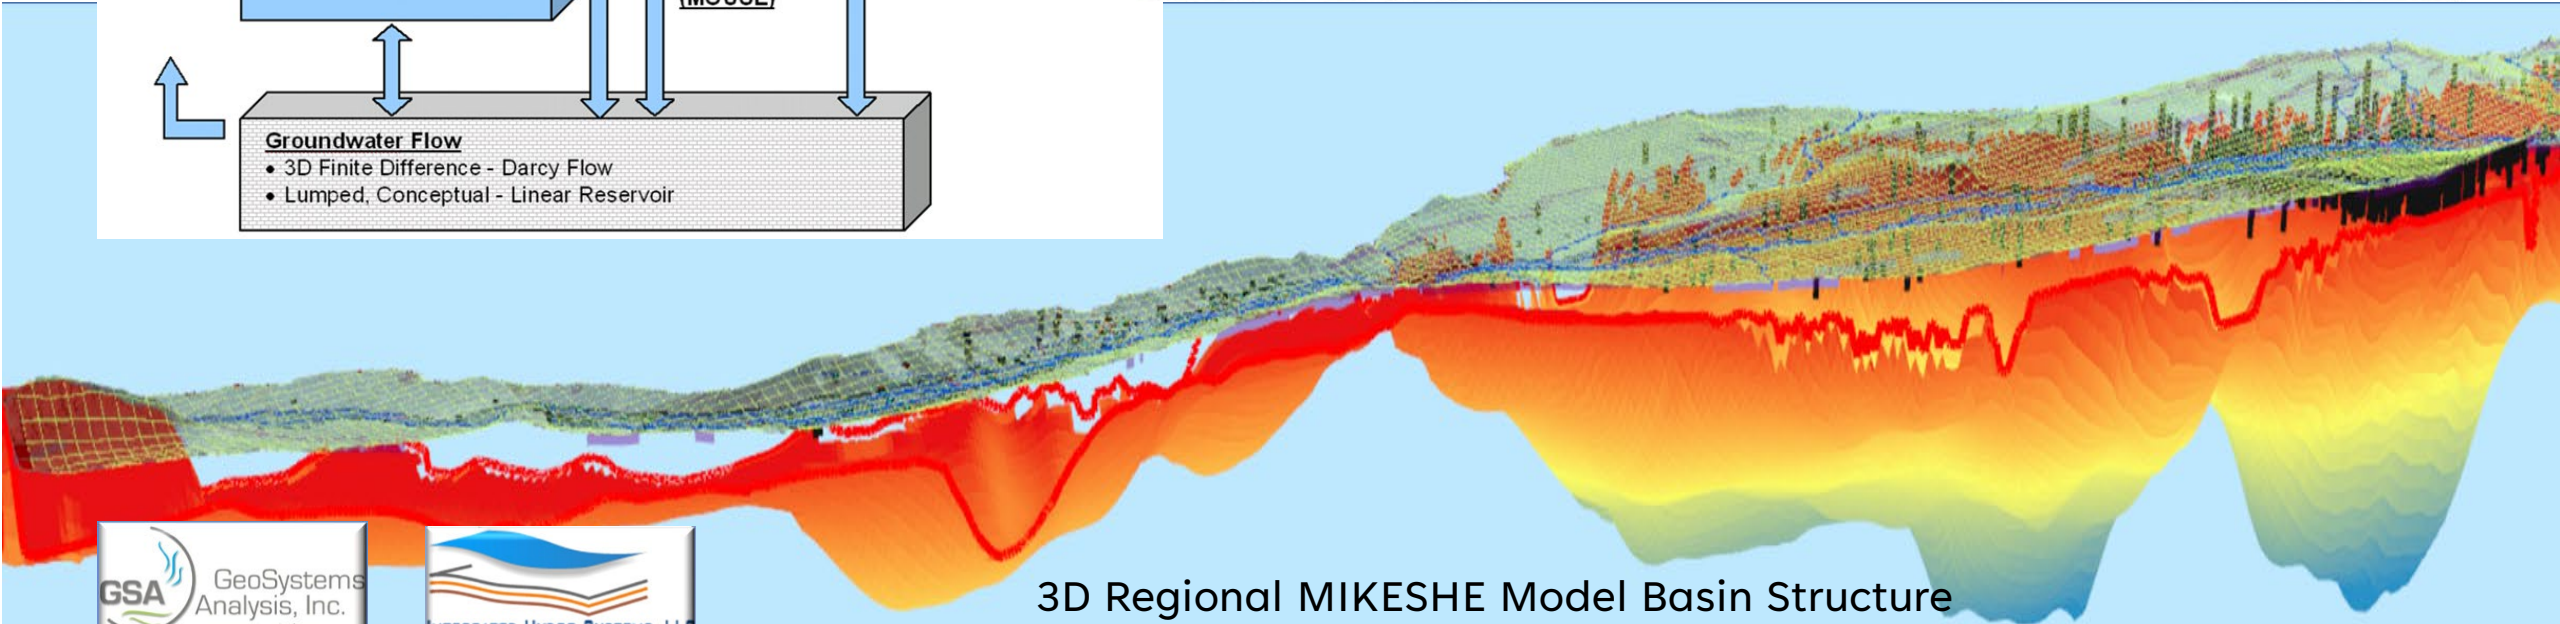 (MOUSE)
Groundwater Flow
• 3D Finite Difference - Darcy Flow
• Lumped, Conceptual - Linear Reservoir
GSA GeoSystems
Analysis, Inc.
3D Regional MIKESHE Model Basin Structure